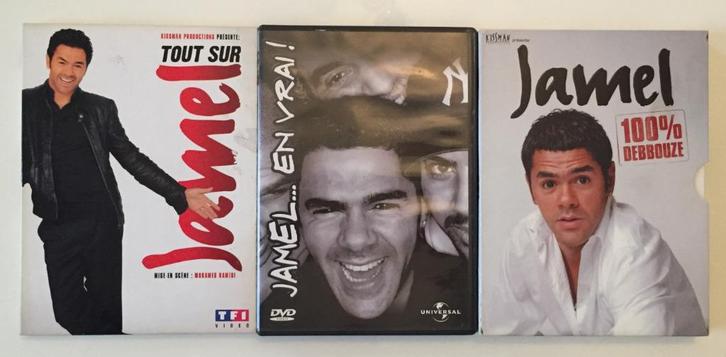 KISSMAN PRODUCTIONS PRÉSENTE:
TOUT SUR
Jamel
MISE EN SCÈNE : MOHAMED HAMIDI
TF1
VIDEO
JAMEL... EN VRAI !
DVD
VIDEO
UNIVERSAL
KISSMAN
Jamel
100%
DEBBOUZE